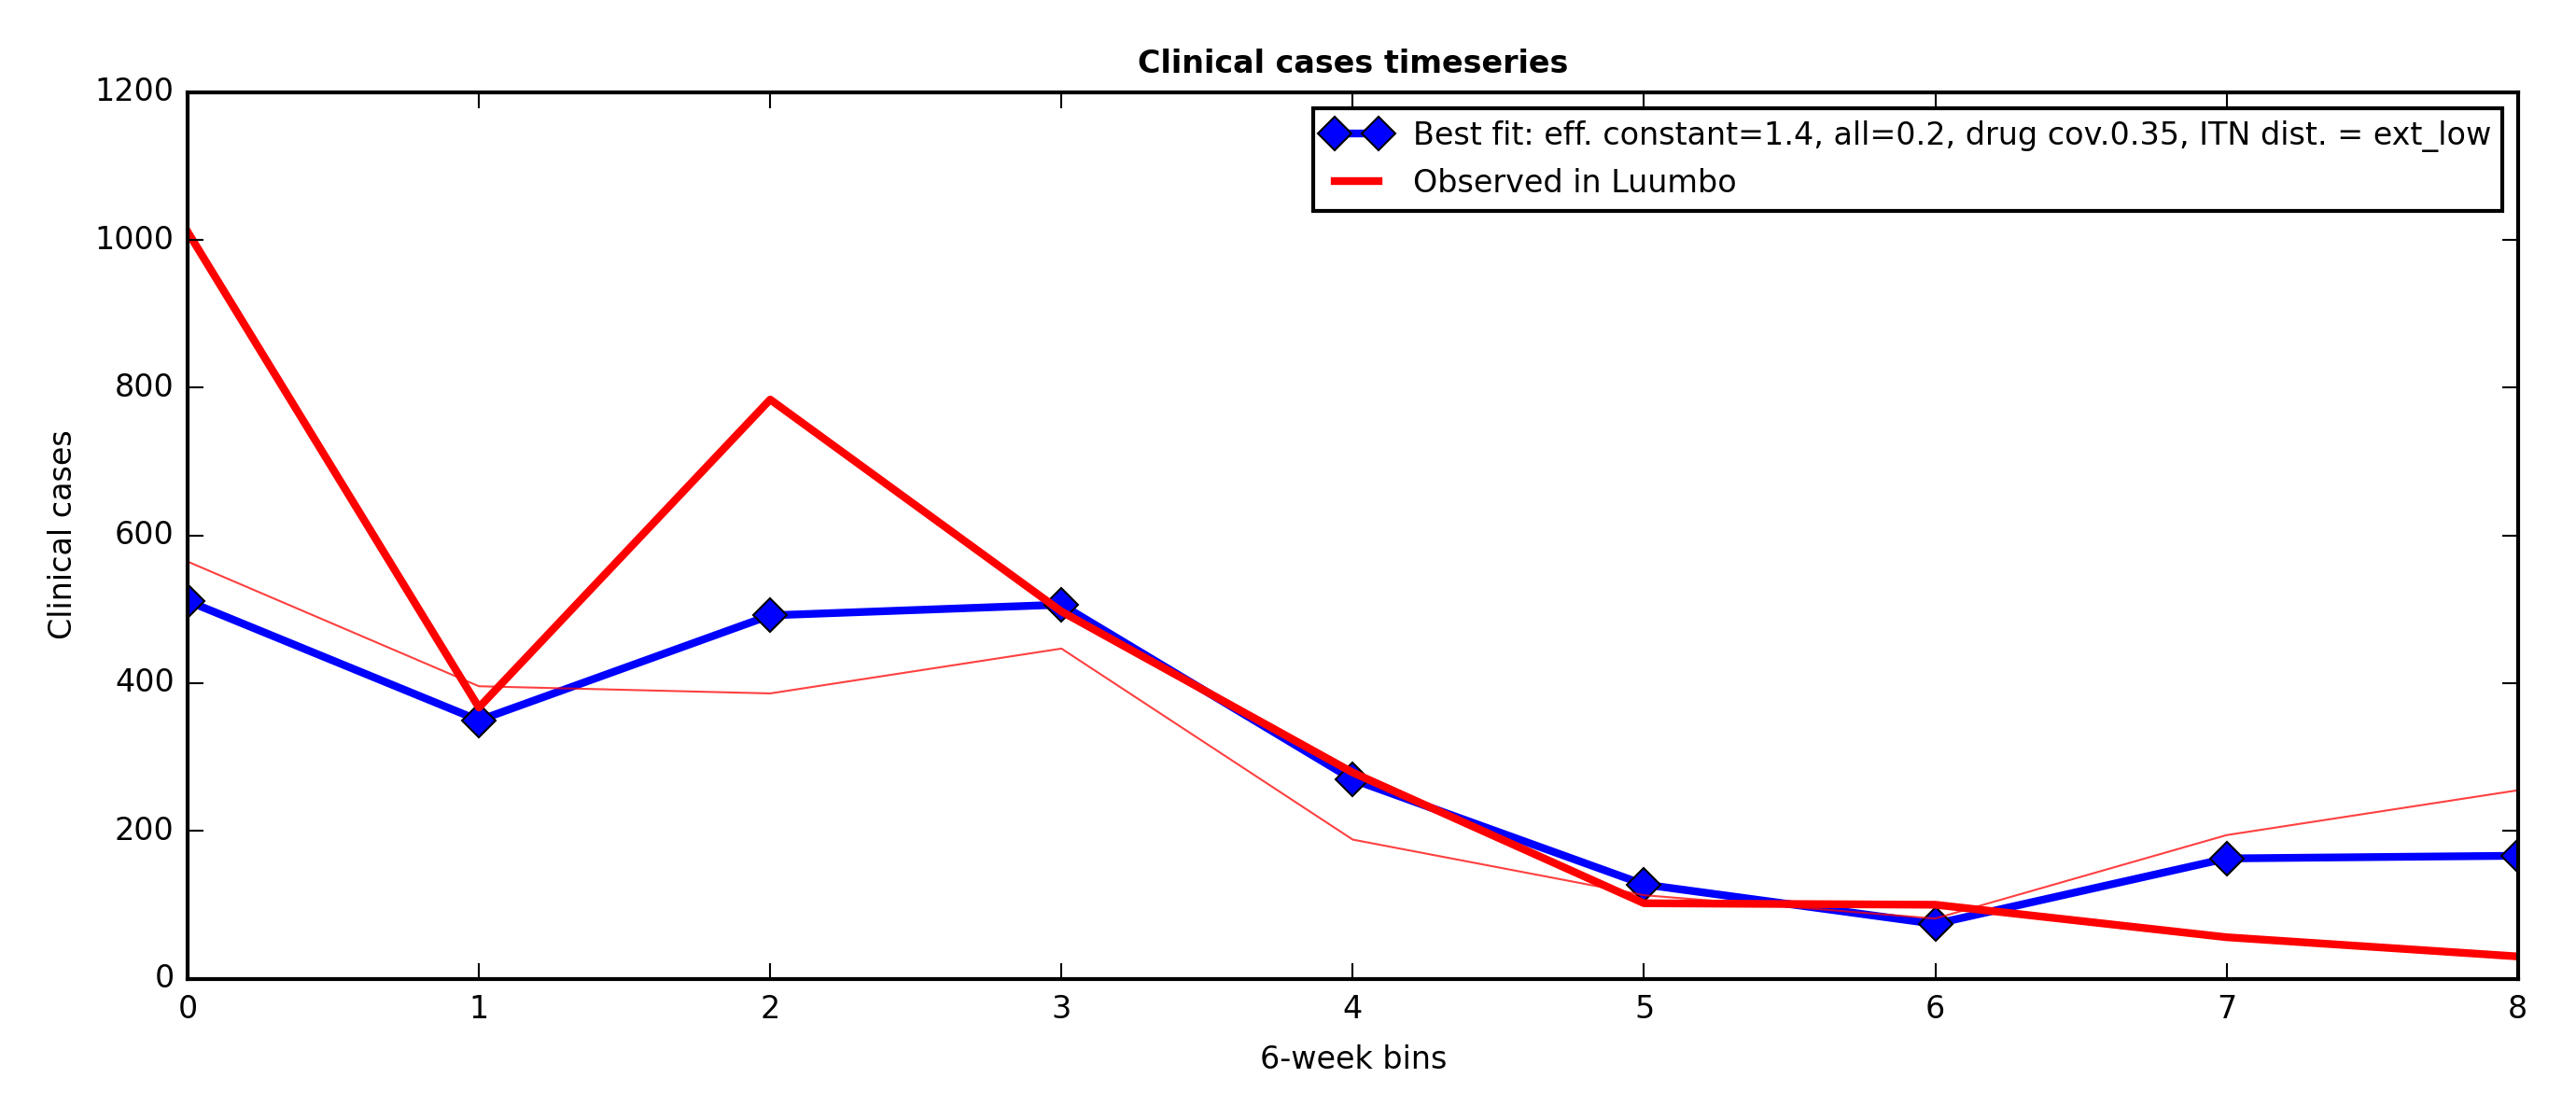 Clinical cases timeseries
Best fit: eff. constant=1.4, all=0.2, drug cov.0.35, ITN dist. = ext_low
Observed in Luumbo
1200
1000
800
600
400
200
0
Clinical cases
0 1 2 3 4 5 6 7 8
6-week bins